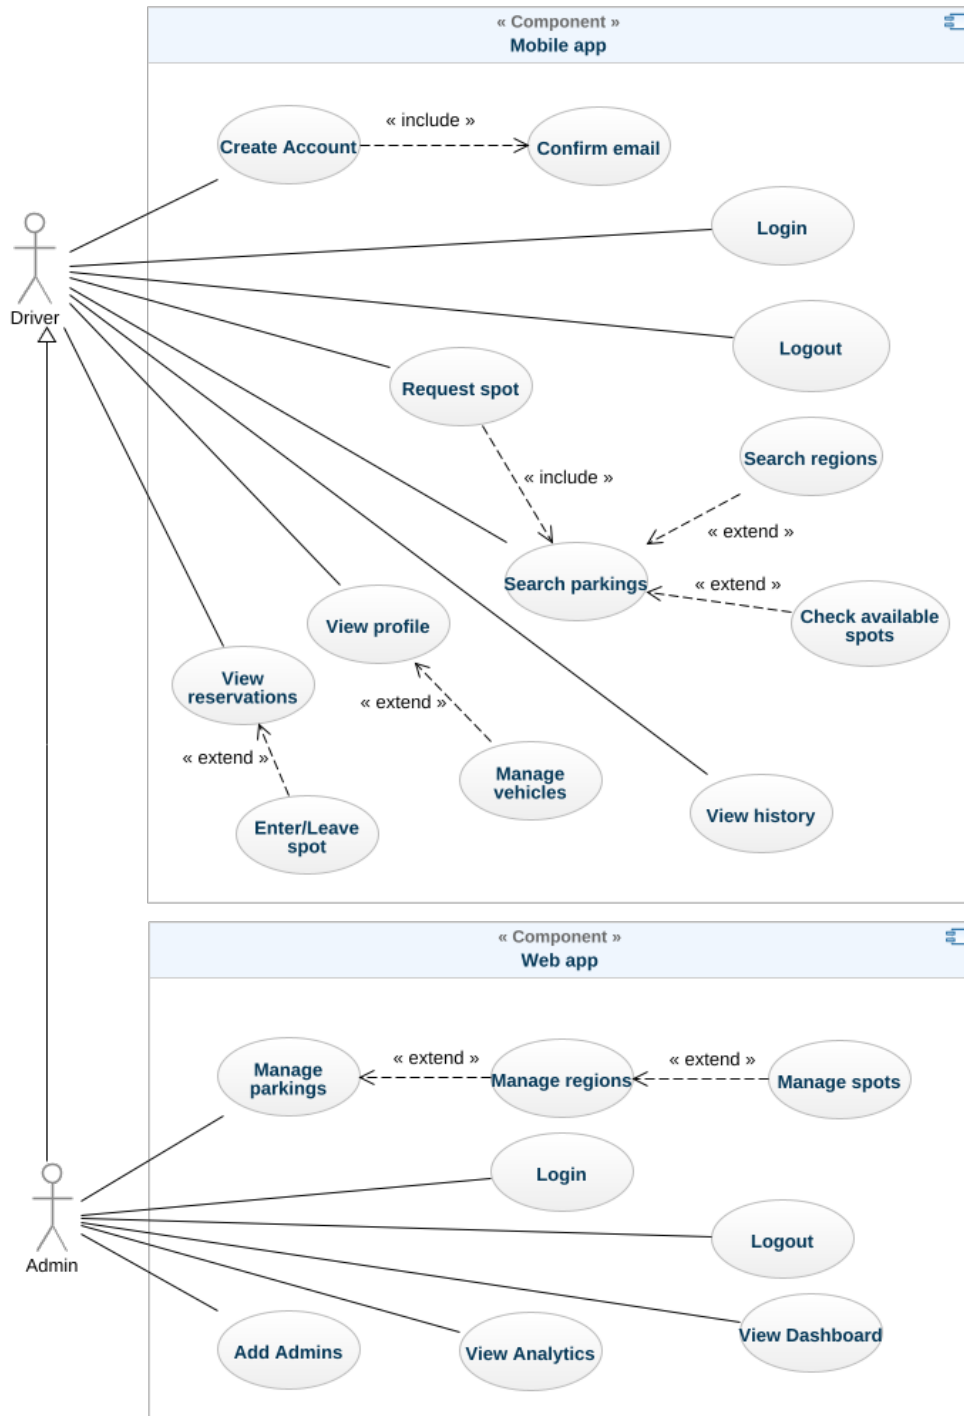 « Component »
Mobile app
« include »
Create Account
Confirm email
Login
Driver
Logout
Request spot
Search regions
« include »
« extend »
Search parkings
« extend »
Check available
spots
View profile
View
reservations
« extend »
« extend »
Manage
vehicles
View history
Enter/Leave
spot
« Component »
Web app
Manage
parkings
« extend »
Manage regions
« extend »
Manage spots
Login
Logout
Admin
View Dashboard
Add Admins
View Analytics